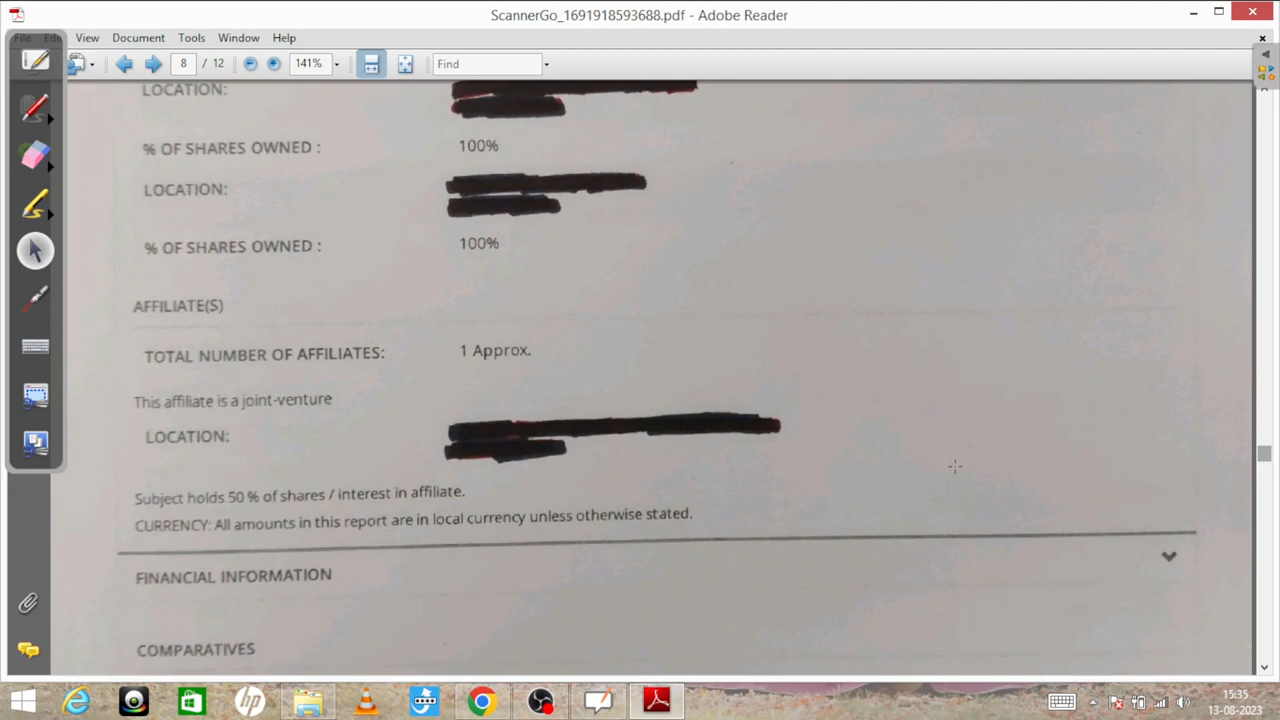 ScannerGo_1691918593688.pdf - Adobe Reader
File Edit View Document Tools Window Help
8 / 12 141% Find
LOCATION:
% OF SHARES OWNED : 100%
LOCATION:
% OF SHARES OWNED : 100%
AFFILIATE(S)
TOTAL NUMBER OF AFFILIATES: 1 Approx.
This affiliate is a joint-venture
LOCATION:
Subject holds 50 % of shares / interest in affiliate.
CURRENCY: All amounts in this report are in local currency unless otherwise stated.
FINANCIAL INFORMATION
COMPARATIVES
15:35
13-08-2023